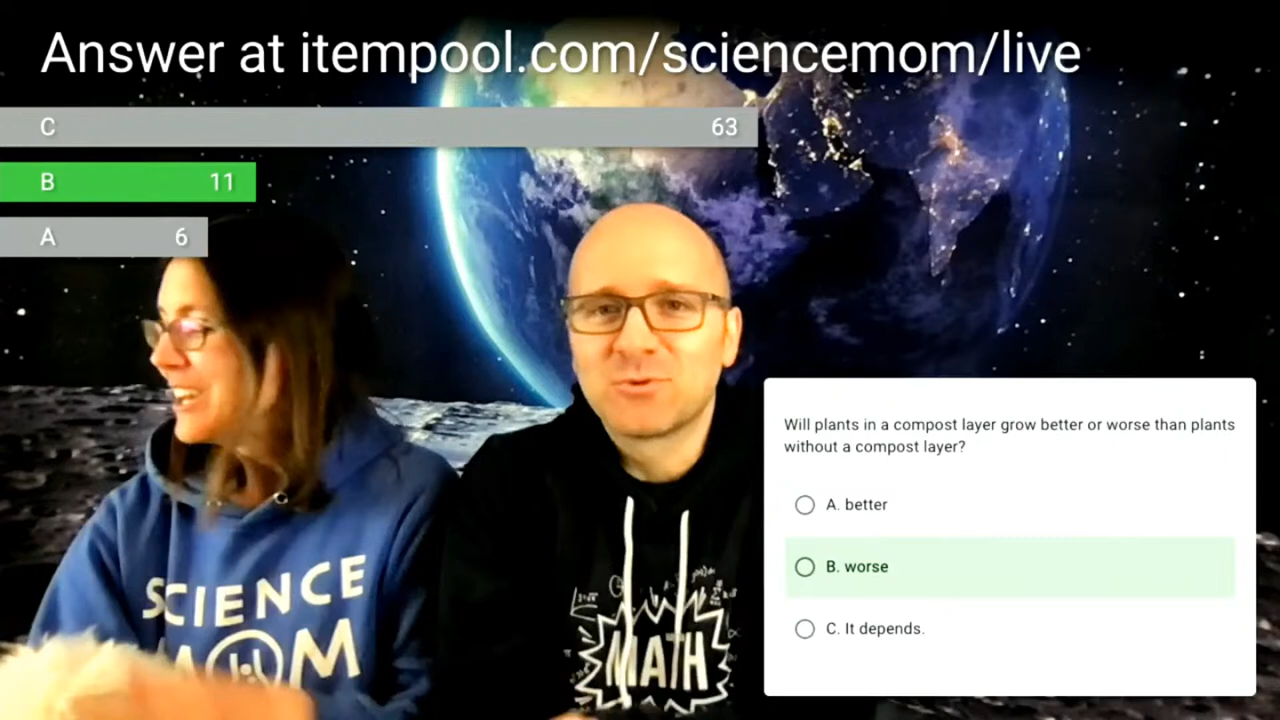 Answer at itempool.com/sciencemom/live
C 63
B 11
A 6
Will plants in a compost layer grow better or worse than plants
without a compost layer?
A. better
B. worse
C. It depends.
SCIENCE
MOM
MATH